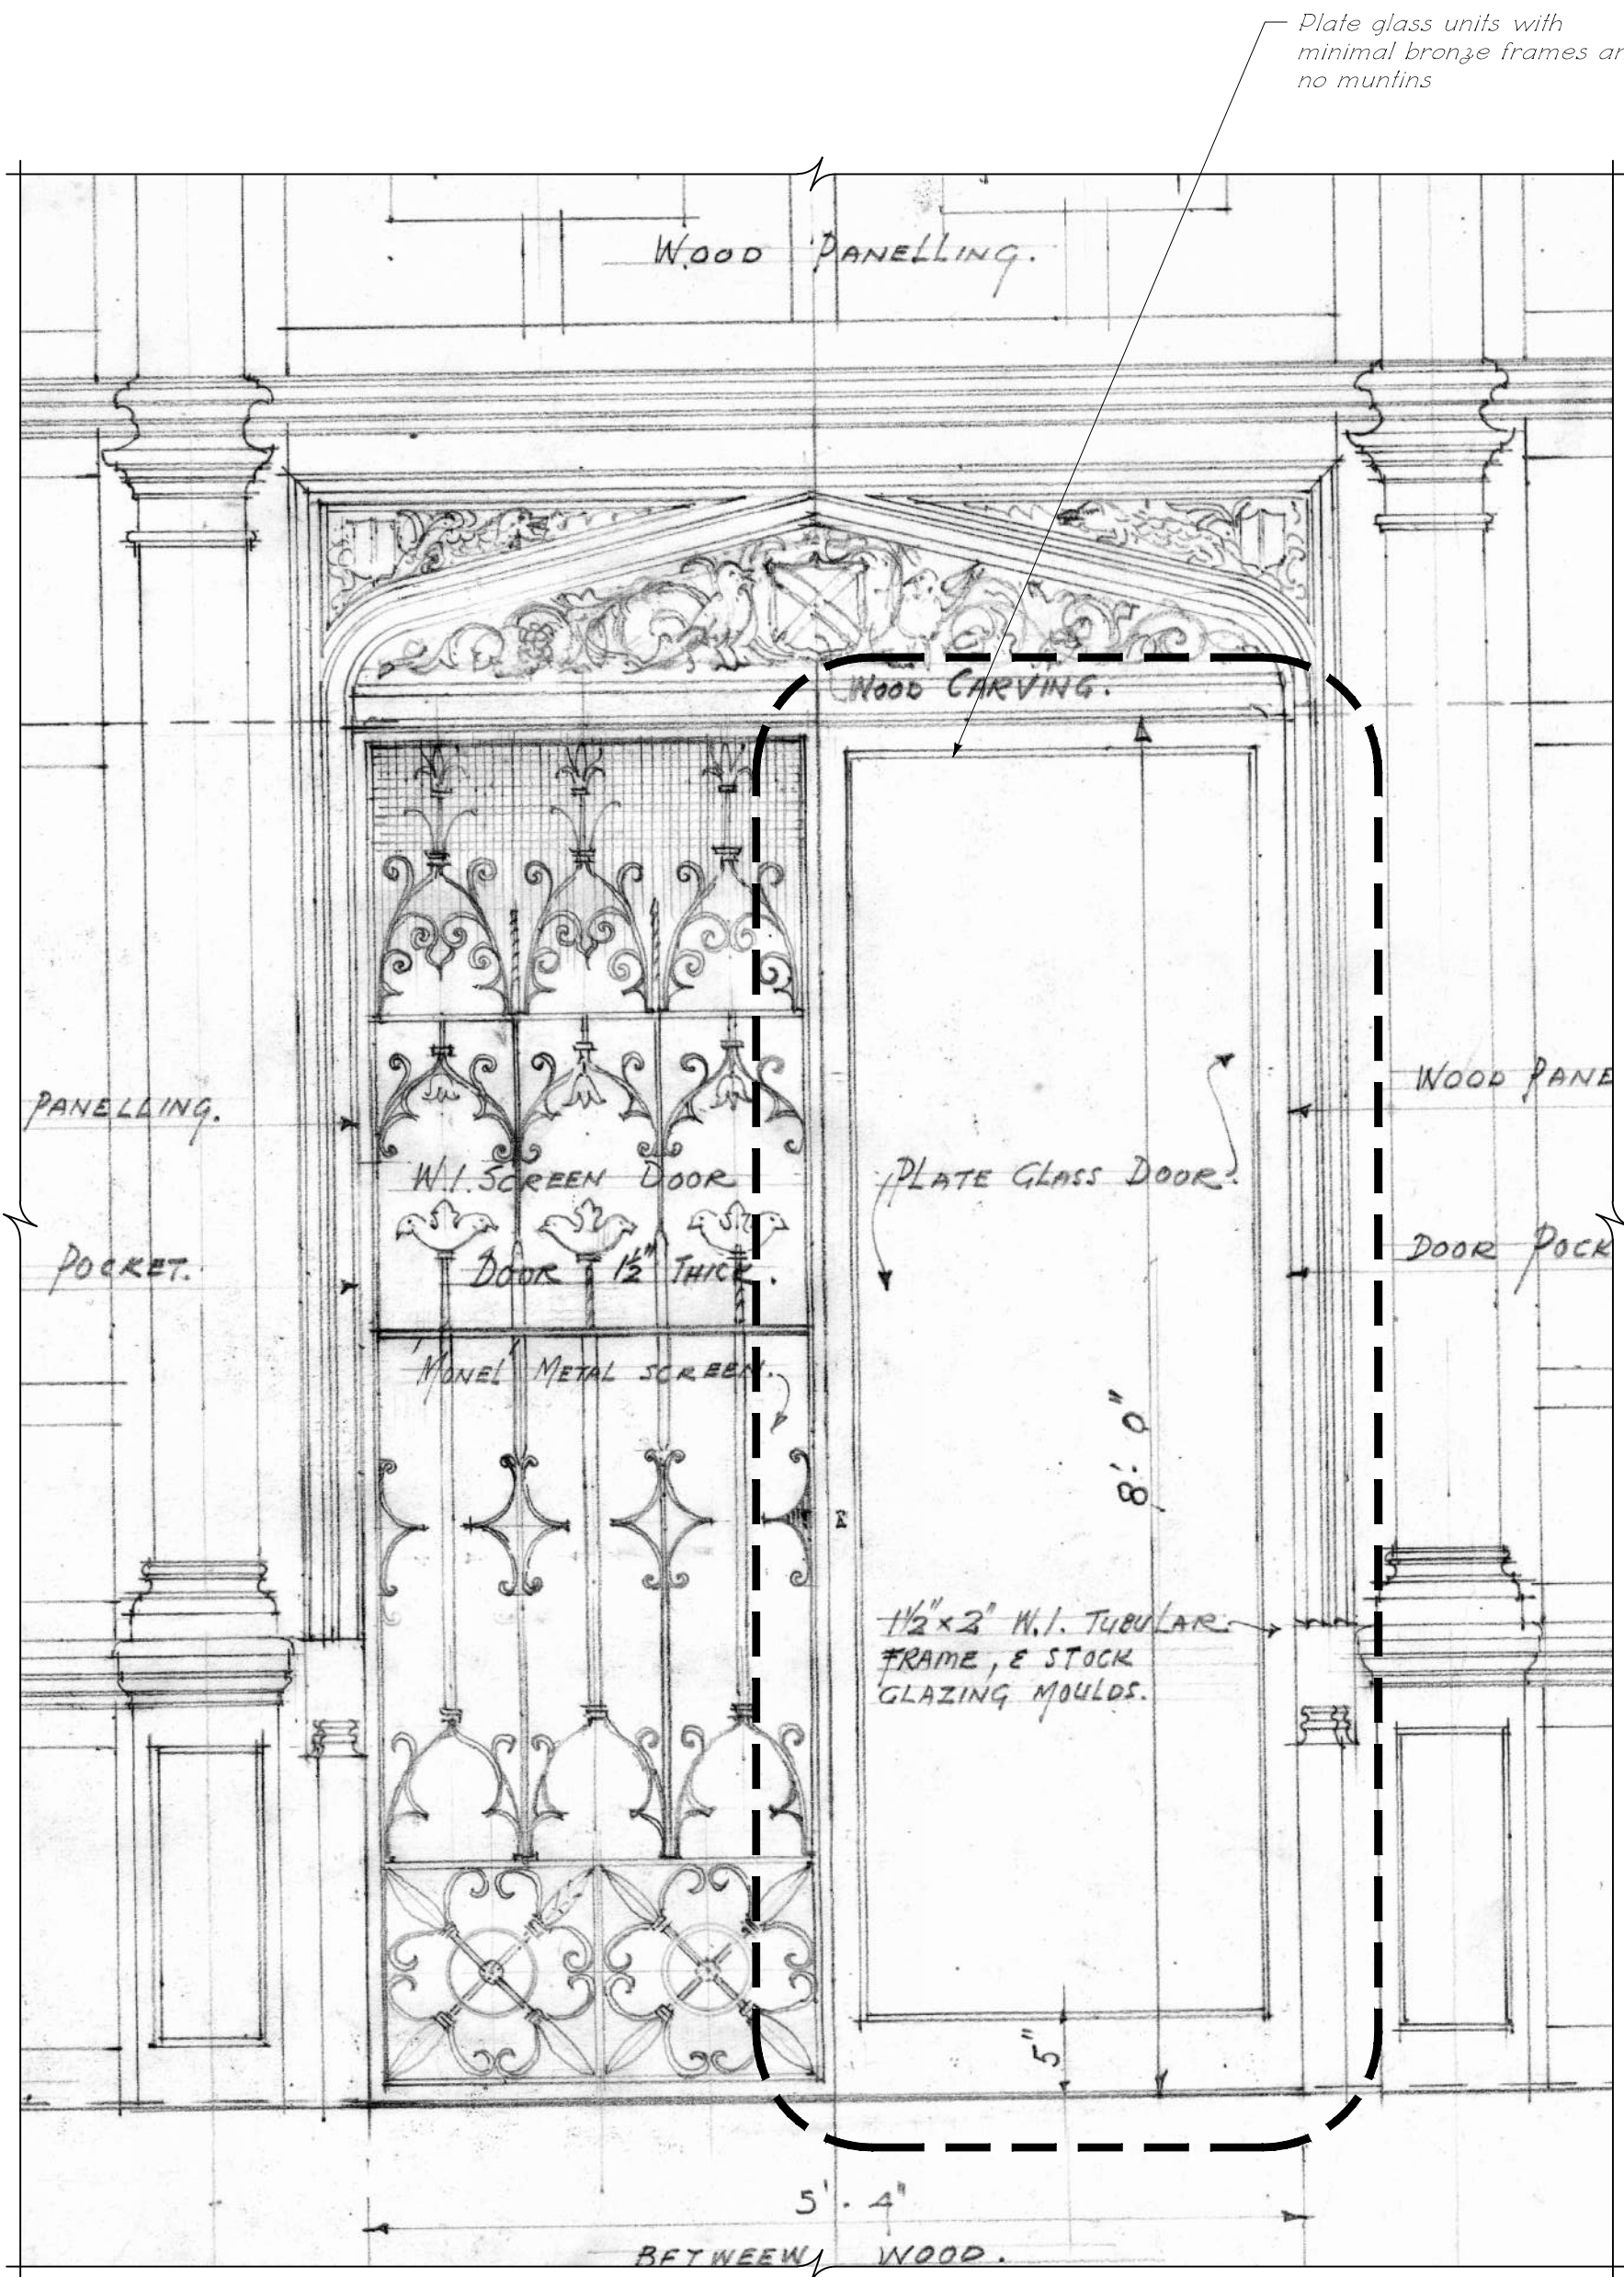 Plate glass units with
minimal bronze frames an
no muntins
WOOD PANELLING.
WOOD CARVING.
PANELLING.
WOOD PANE
W.I. SCREEN DOOR
PLATE GLASS DOOR.
POCKET.
DOOR 1½" THICK.
DOOR POCK
'MONEL' METAL SCREEN.
8'. 0"
1½" × 2" W.I. TUBULAR
FRAME, & STOCK
GLAZING MOULDS.
5"
5'. 4"
BETWEEN WOOD.